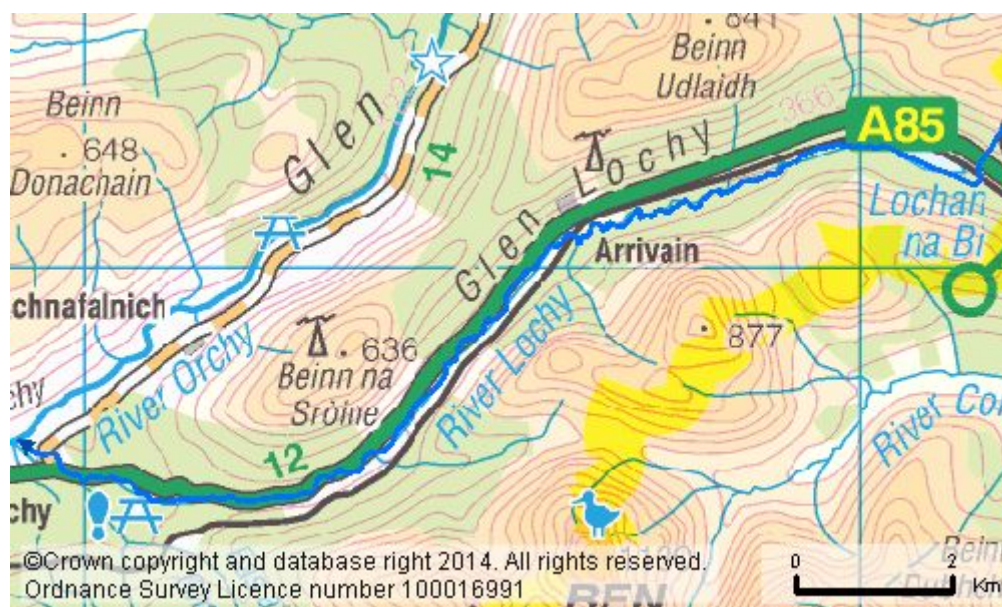 841
Beinn
Udlaidh
Beinn
648
Donachain
Glen
14
366
A85
Glen Lochy
Lochan
na Bi
Arrivain
chnafalnich
877
636
Beinn na
Sròine
River Orchy
River Lochy
River Co
chy
12
chy
©Crown copyright and database right 2014. All rights reserved.
Ordnance Survey Licence number 100016991
BEN
Bein
0 2
Km